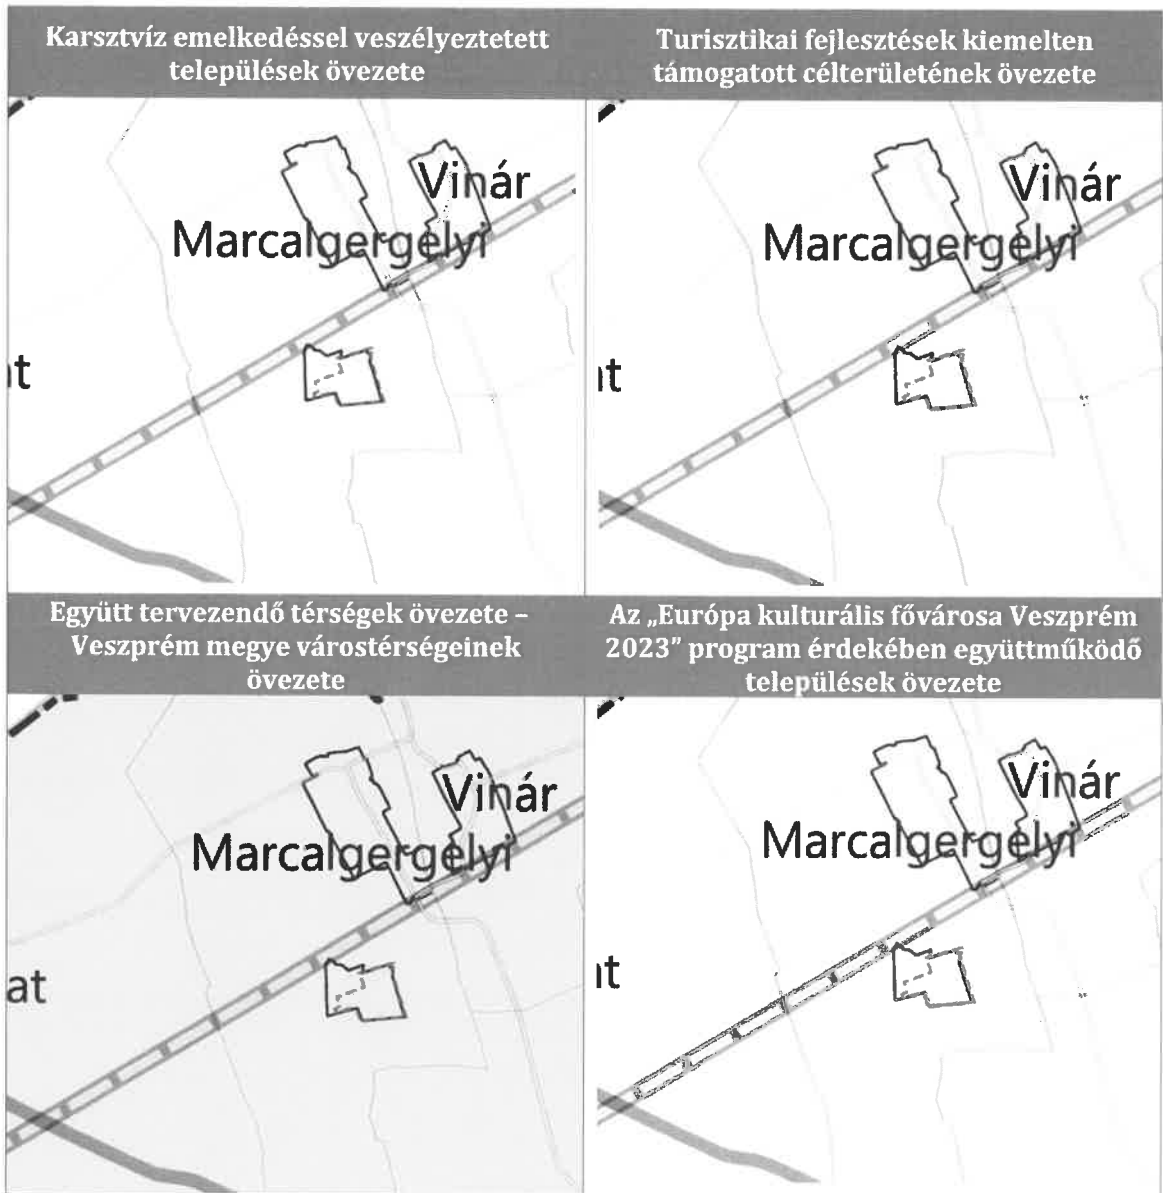 Karsztvíz emelkedéssel veszélyeztetett
települések övezete
Turisztikai fejlesztések kiemelten
támogatott célterületének övezete
Vinár
Marcalgergelyi
Vinár
Marcalgergelyi
Együtt tervezendő térségek övezete –
Veszprém megye várostérségeinek
övezete
Az „Európa kulturális fővárosa Veszprém
2023” program érdekében együttműködő
települések övezete
Vinár
Marcalgergelyi
at
Vinár
Marcalgergelyi